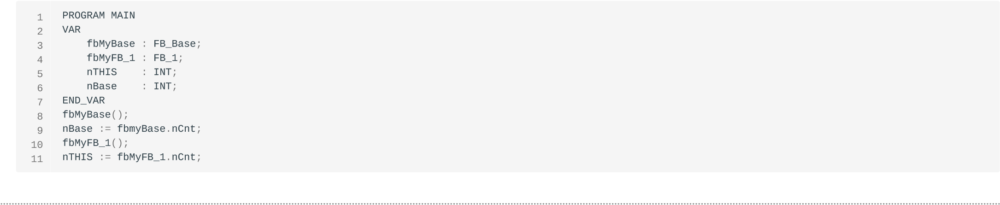 1 PROGRAM MAIN
2 VAR
3     fbMyBase : FB_Base;
4     fbMyFB_1 : FB_1;
5     nTHIS    : INT;
6     nBase    : INT;
7 END_VAR
8 fbMyBase();
9 nBase := fbmyBase.nCnt;
10 fbMyFB_1();
11 nTHIS := fbMyFB_1.nCnt;